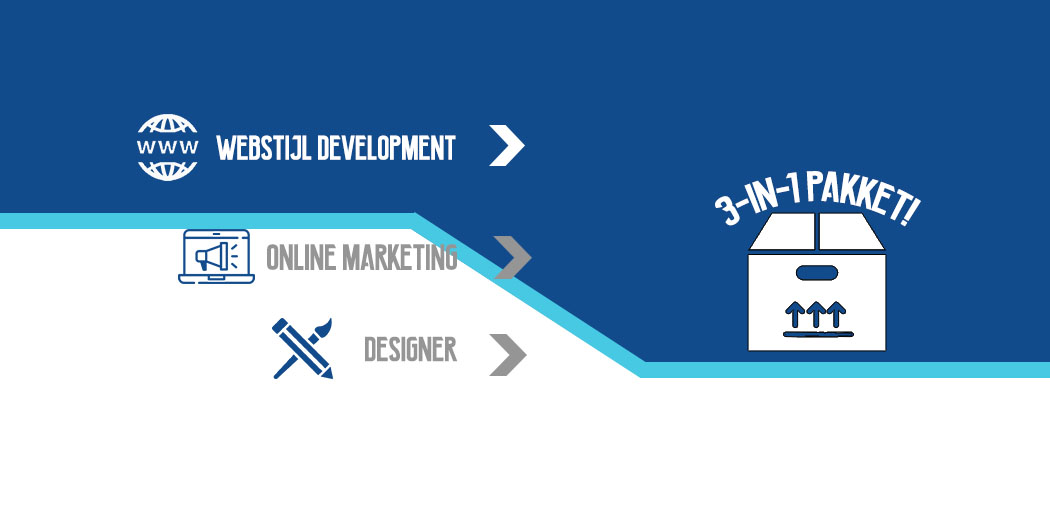 WWW
WEBSTIJL DEVELOPMENT
3-IN-1 PAKKET!
ONLINE MARKETING
DESIGNER